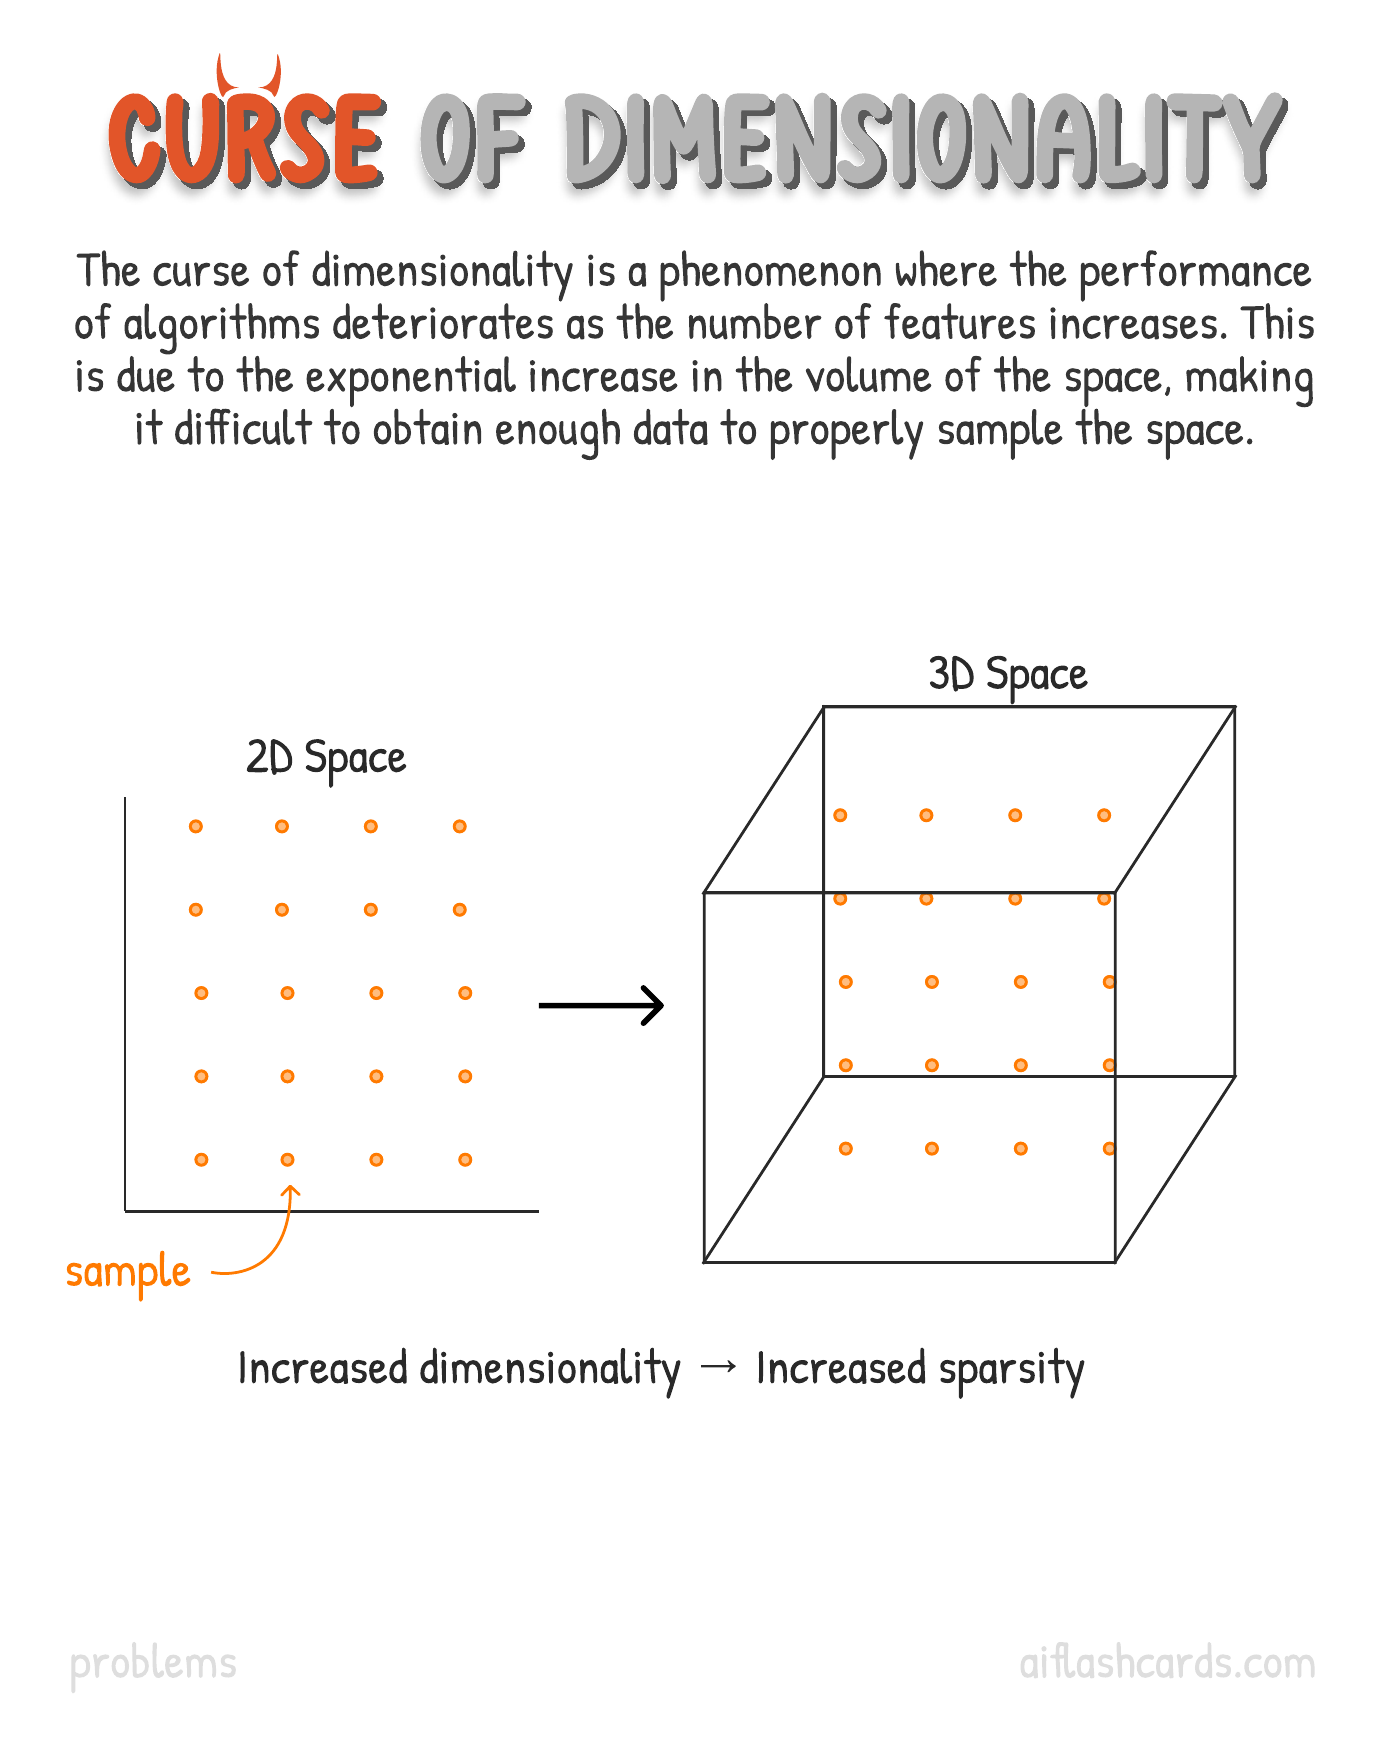 CURSE OF DIMENSIONALITY
The curse of dimensionality is a phenomenon where the performance
of algorithms deteriorates as the number of features increases. This
is due to the exponential increase in the volume of the space, making
it difficult to obtain enough data to properly sample the space.
3D Space
2D Space
sample
Increased dimensionality → Increased sparsity
problems
aiflashcards.com